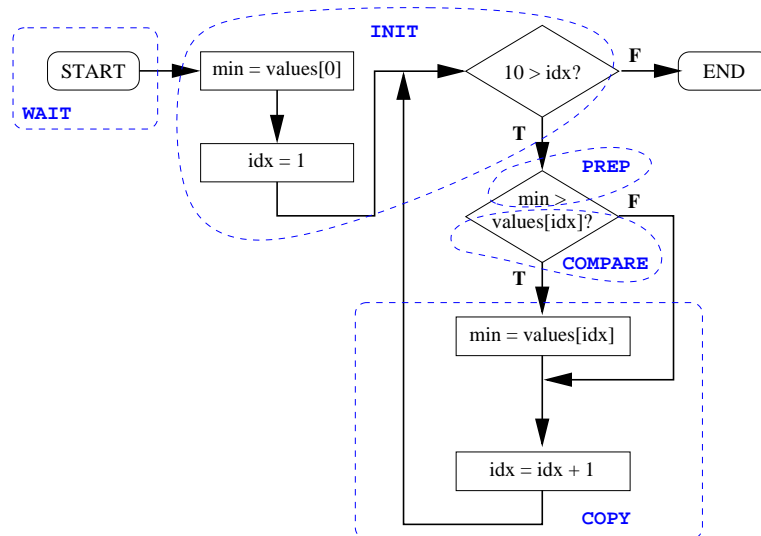 INIT
START
min = values[0]
10 > idx?
F
END
WAIT
idx = 1
T
PREP
min >
values[idx]?
F
COMPARE
T
min = values[idx]
idx = idx + 1
COPY